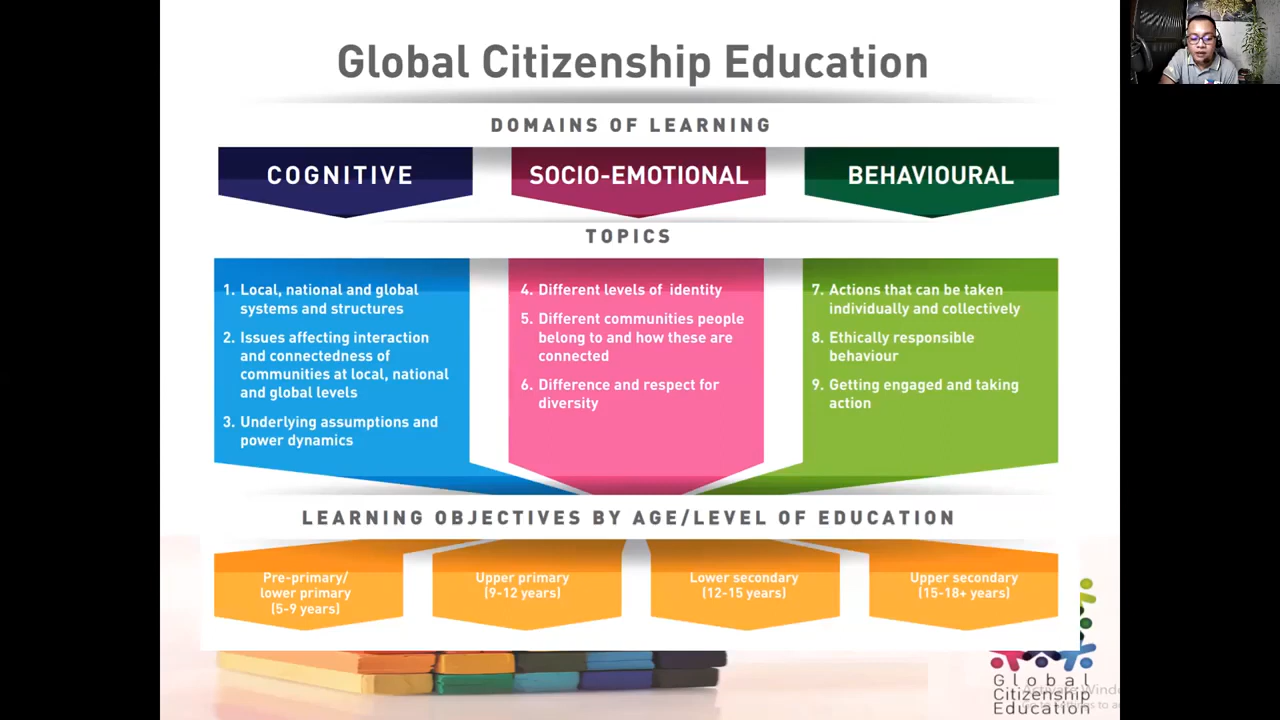 Global Citizenship Education
DOMAINS OF LEARNING
COGNITIVE
SOCIO-EMOTIONAL
BEHAVIOURAL
TOPICS
1. Local, national and global
systems and structures
2. Issues affecting interaction
and connectedness of
communities at local, national
and global levels
3. Underlying assumptions and
power dynamics
4. Different levels of identity
5. Different communities people
belong to and how these are
connected
6. Difference and respect for
diversity
7. Actions that can be taken
individually and collectively
8. Ethically responsible
behaviour
9. Getting engaged and taking
action
LEARNING OBJECTIVES BY AGE/LEVEL OF EDUCATION
Pre-primary/
lower primary
(5-9 years)
Upper primary
(9-12 years)
Lower secondary
(12-15 years)
Upper secondary
(15-18+ years)
Global
Citizenship
Education